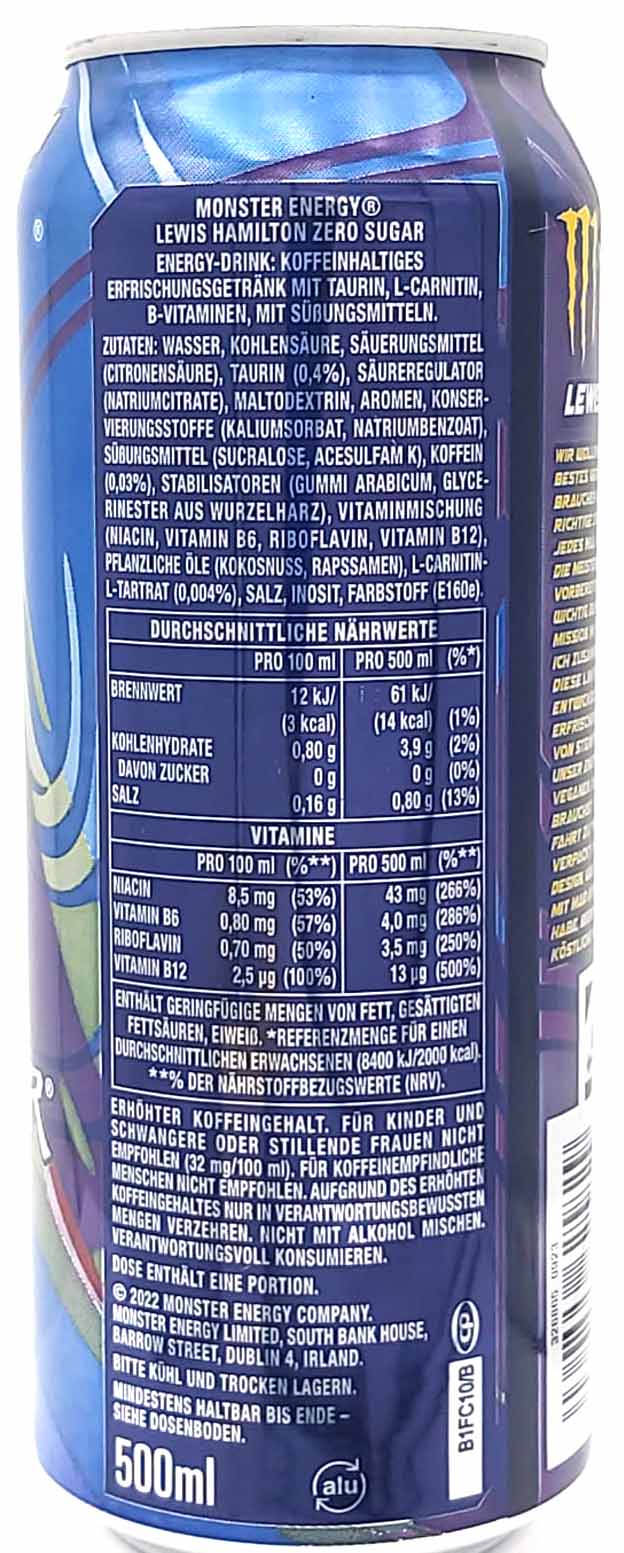 MONSTER ENERGY®
LEWIS HAMILTON ZERO SUGAR
ENERGY-DRINK: KOFFEINHALTIGES
ERFRISCHUNGSGETRÄNK MIT TAURIN, L-CARNITIN,
B-VITAMINEN, MIT SÜßUNGSMITTELN.
ZUTATEN: WASSER, KOHLENSÄURE, SÄUERUNGSMITTEL
(CITRONENSÄURE), TAURIN (0,4%), SÄUREREGULATOR
(NATRIUMCITRATE), MALTODEXTRIN, AROMEN, KONSER-
VIERUNGSSTOFFE (KALIUMSORBAT, NATRIUMBENZOAT),
SÜßUNGSMITTEL (SUCRALOSE, ACESULFAM K), KOFFEIN
(0,03%), STABILISATOREN (GUMMI ARABICUM, GLYCE-
RINESTER AUS WURZELHARZ), VITAMINMISCHUNG
(NIACIN, VITAMIN B6, RIBOFLAVIN, VITAMIN B12),
PFLANZLICHE ÖLE (KOKOSNUSS, RAPSSAMEN), L-CARNITIN-
L-TARTRAT (0,004%), SALZ, INOSIT, FARBSTOFF (E160e).
DURCHSCHNITTLICHE NÄHRWERTE
PRO 100 ml PRO 500 ml (%*)
BRENNWERT 12 kJ/ 61 kJ/
(3 kcal) (14 kcal) (1%)
KOHLENHYDRATE 0,80 g 3,9 g (2%)
DAVON ZUCKER 0 g 0 g (0%)
SALZ 0,16 g 0,80 g (13%)
VITAMINE
PRO 100 ml (%**) PRO 500 ml (%**)
NIACIN 8,5 mg (53%) 43 mg (266%)
VITAMIN B6 0,80 mg (57%) 4,0 mg (286%)
RIBOFLAVIN 0,70 mg (50%) 3,5 mg (250%)
VITAMIN B12 2,5 µg (100%) 13 µg (500%)
ENTHÄLT GERINGFÜGIGE MENGEN VON FETT, GESÄTTIGTEN
FETTSÄUREN, EIWEIß. *REFERENZMENGE FÜR EINEN
DURCHSCHNITTLICHEN ERWACHSENEN (8400 kJ/2000 kcal).
**% DER NÄHRSTOFFBEZUGSWERTE (NRV).
ERHÖHTER KOFFEINGEHALT. FÜR KINDER UND
SCHWANGERE ODER STILLENDE FRAUEN NICHT
EMPFOHLEN (32 mg/100 ml). FÜR KOFFEINEMPFINDLICHE
MENSCHEN NICHT EMPFOHLEN. AUFGRUND DES ERHÖHTEN
KOFFEINGEHALTES NUR IN VERANTWORTUNGSBEWUSSTEN
MENGEN VERZEHREN. NICHT MIT ALKOHOL MISCHEN.
VERANTWORTUNGSVOLL KONSUMIEREN.
DOSE ENTHÄLT EINE PORTION.
© 2022 MONSTER ENERGY COMPANY.
MONSTER ENERGY LIMITED, SOUTH BANK HOUSE,
BARROW STREET, DUBLIN 4, IRLAND.
BITTE KÜHL UND TROCKEN LAGERN.
MINDESTENS HALTBAR BIS ENDE –
SIEHE DOSENBODEN.
500ml
alu
B1FC10/B
R®
®
WIR
BESTES
JEDES
DIE
MISSION
ICH
DIESE
VON
UNSER
FAHRT
DESIGN
MIT